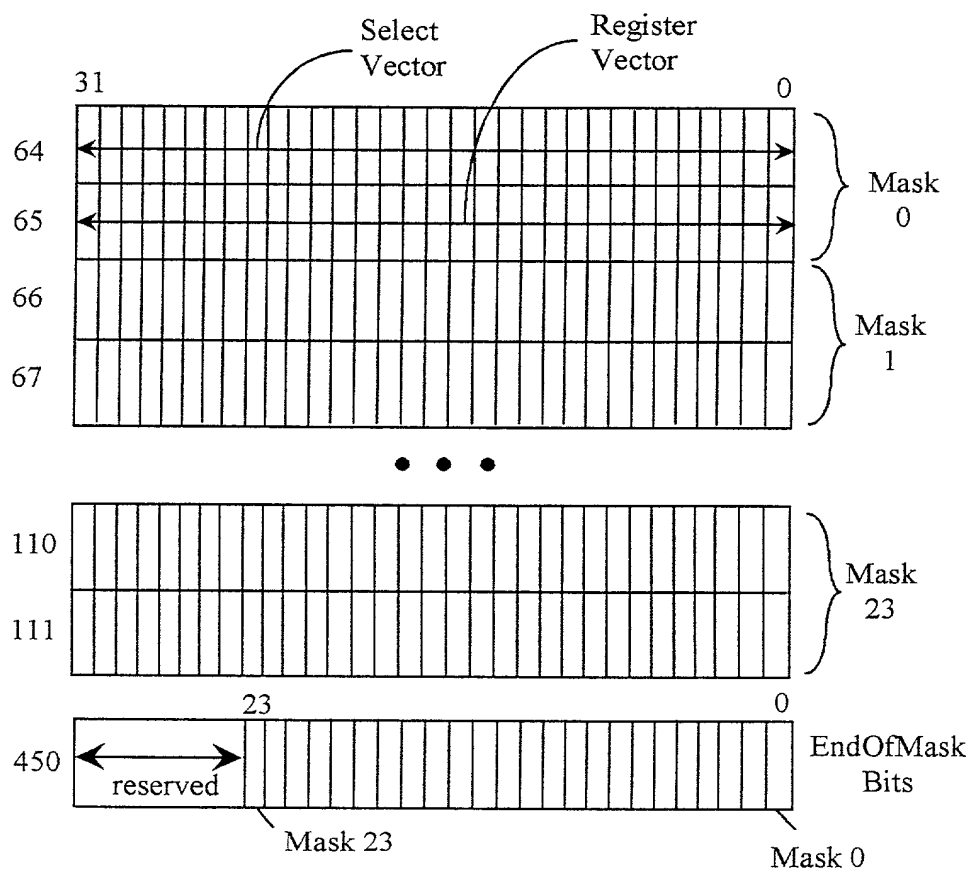 Select
Vector
Register
Vector
31
0
64
65
Mask
0
66
67
Mask
1
110
111
Mask
23
23
0
450
reserved
EndOfMask
Bits
Mask 23
Mask 0